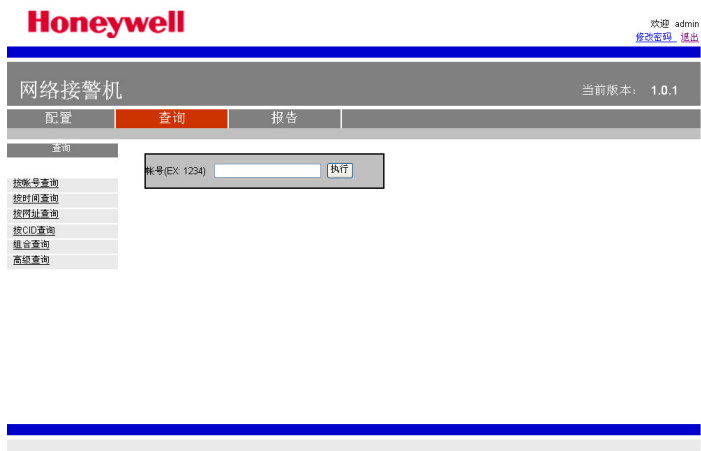 Honeywell
欢迎 admin
修改密码 退出
网络接警机
当前版本： 1.0.1
配置 查询 报告
查询
按帐号查询
按时间查询
按网址查询
按CID查询
组合查询
高级查询
帐号(EX: 1234) 执行